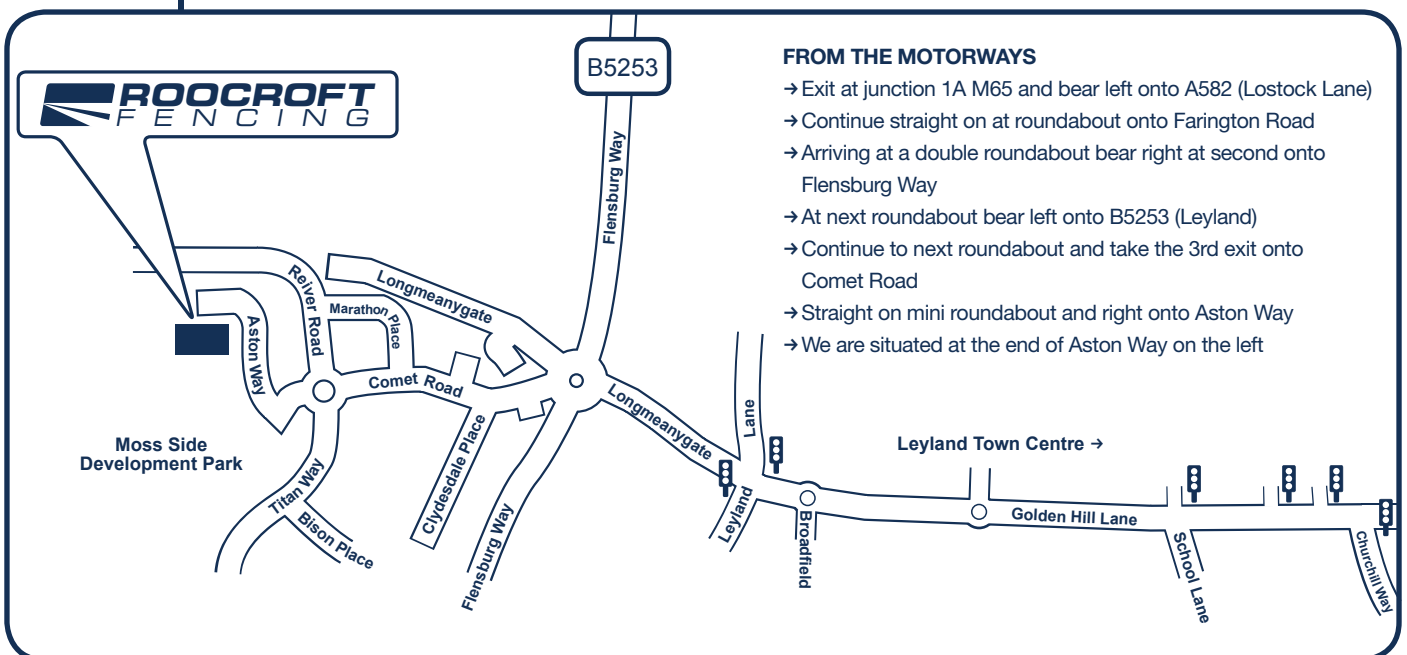 B5253
ROOCROFT
FENCING
FROM THE MOTORWAYS
→ Exit at junction 1A M65 and bear left onto A582 (Lostock Lane)
→ Continue straight on at roundabout onto Farington Road
→ Arriving at a double roundabout bear right at second onto
Flensburg Way
→ At next roundabout bear left onto B5253 (Leyland)
→ Continue to next roundabout and take the 3rd exit onto
Comet Road
→ Straight on mini roundabout and right onto Aston Way
→ We are situated at the end of Aston Way on the left
Flensburg Way
Reiver Road
Longmeanygate
Marathon Place
Aston Way
Comet Road
Longmeanygate
Lane
Leyland
Moss Side
Development Park
Clydesdale Place
Leyland Town Centre →
Titan Way
Bison Place
Flensburg Way
Broadfield
Golden Hill Lane
School Lane
Churchill Way